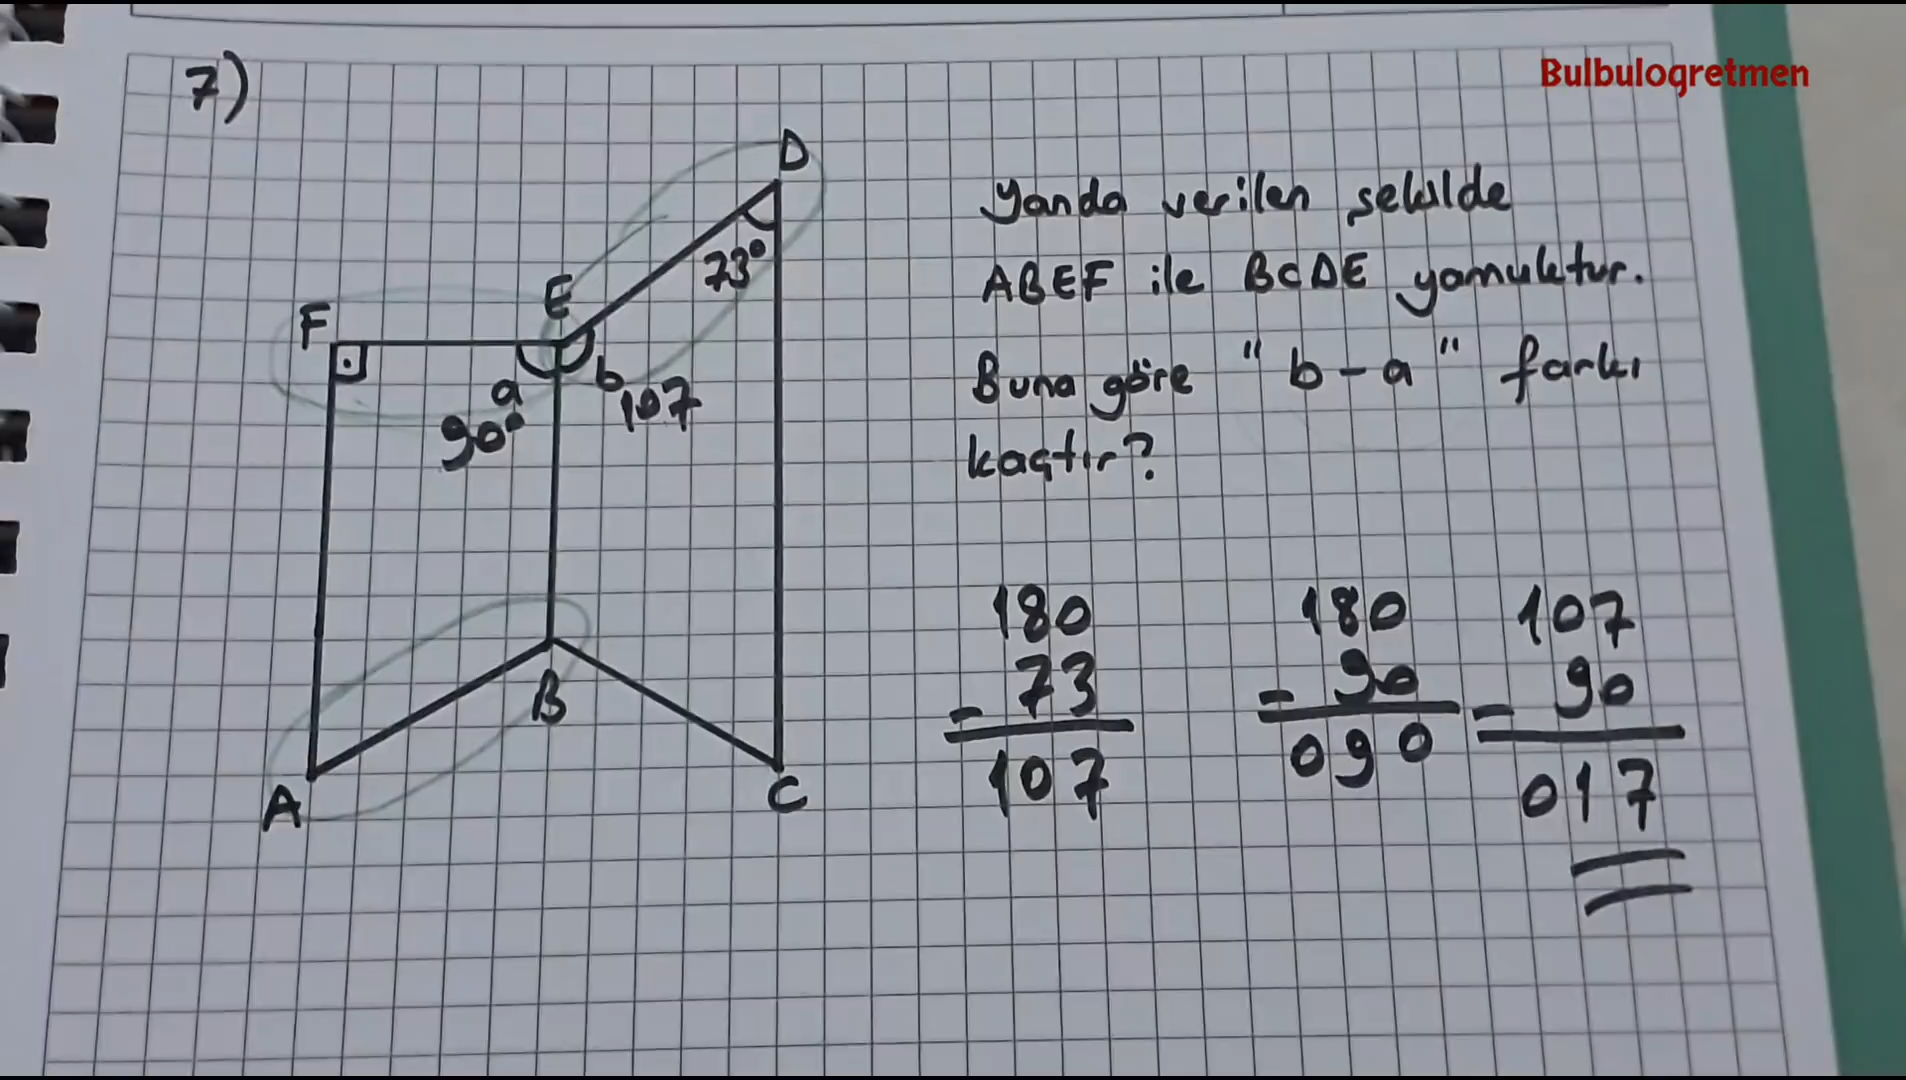 7)
Bulbulogretmen
D
73°
E
F
a
b
107
90°
B
A
C
Yanda verilen şekilde
ABEF ile BCDE yamuktur.
Buna göre "b-a" farkı
kaçtır?
180
- 73
107
180
- 90
090
107
- 90
017